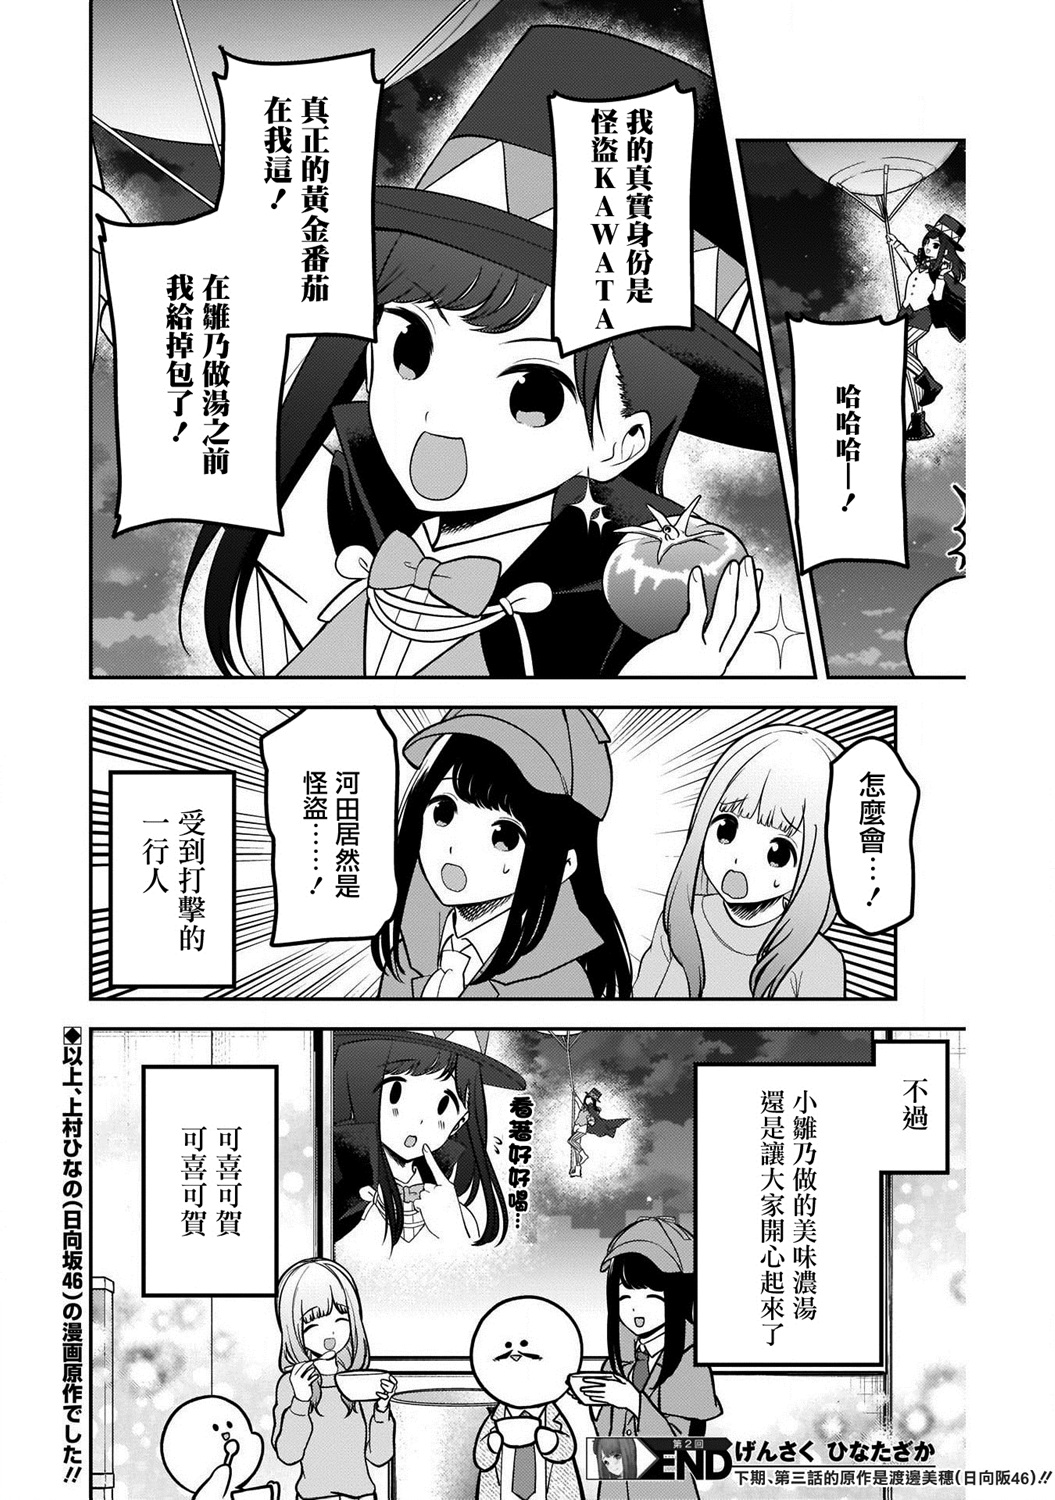 哈哈哈—！
我的真實身份是
怪盜KAWATA
真正的黃金番茄
在我這！
在雛乃做湯之前
我給掉包了！
怎麼會…！
河田居然是
怪盜……！
受到打擊的
一行人
不過
小雛乃做的美味濃湯
還是讓大家開心起來了
看著好好喝…
可喜可賀
可喜可賀
◆以上、上村ひなの（日向坂46）の漫画原作でした!!
第2回
END
げんさく ひなたざか
下期、第三話的原作是渡邊美穗（日向阪46）!!